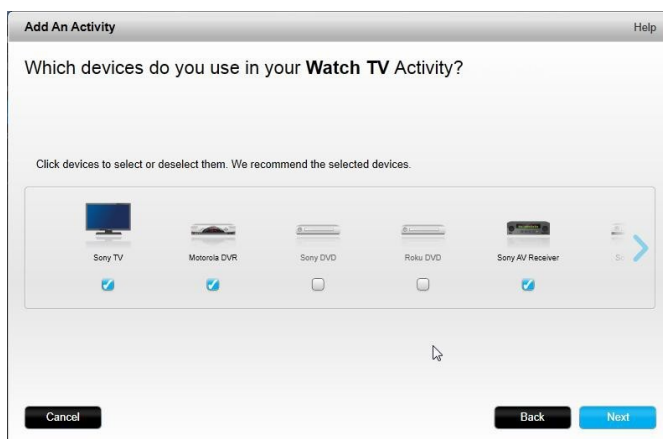 Add An Activity
Help
Which devices do you use in your Watch TV Activity?
Click devices to select or deselect them. We recommend the selected devices.
Sony TV
Motorola DVR
Sony DVD
Roku DVD
Sony AV Receiver
Cancel
Back
Next